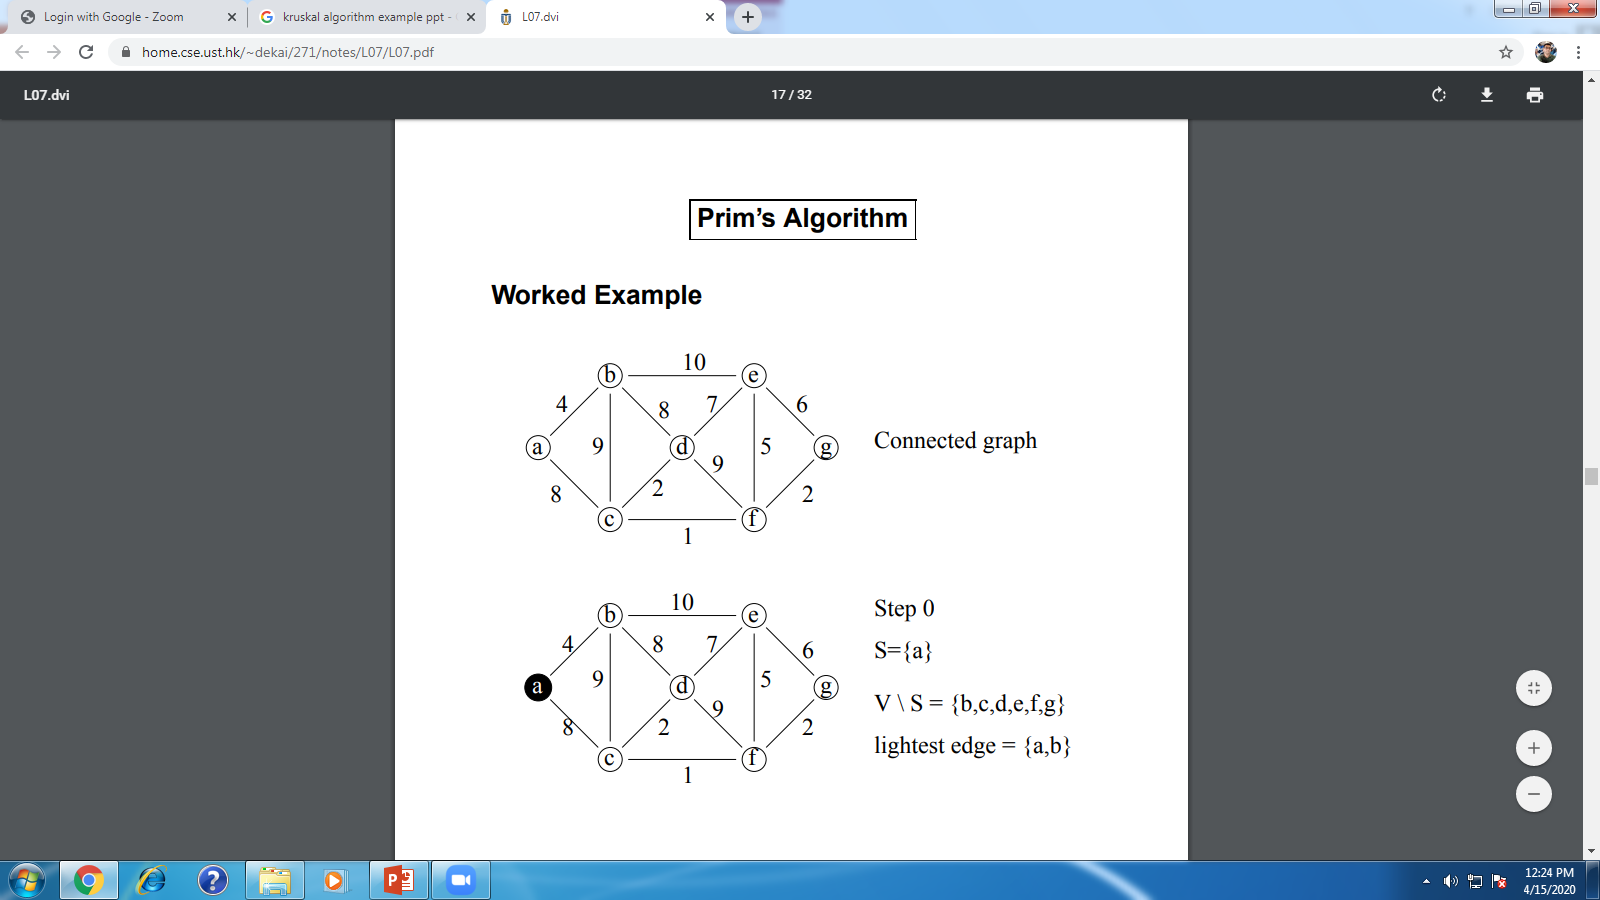 Login with Google - Zoom
kruskal algorithm example ppt -
L07.dvi
home.cse.ust.hk/~dekai/271/notes/L07/L07.pdf
L07.dvi
17 / 32
Prim's Algorithm
Worked Example
10
b e
4 8 7 6
a 9 d 5 g
9
8 2 2
c f
1
Connected graph
10
b e
4 8 7 6
9 5
a d g
9
8 2 2
c f
1
Step 0
S={a}
V \ S = {b,c,d,e,f,g}
lightest edge = {a,b}
12:24 PM
4/15/2020